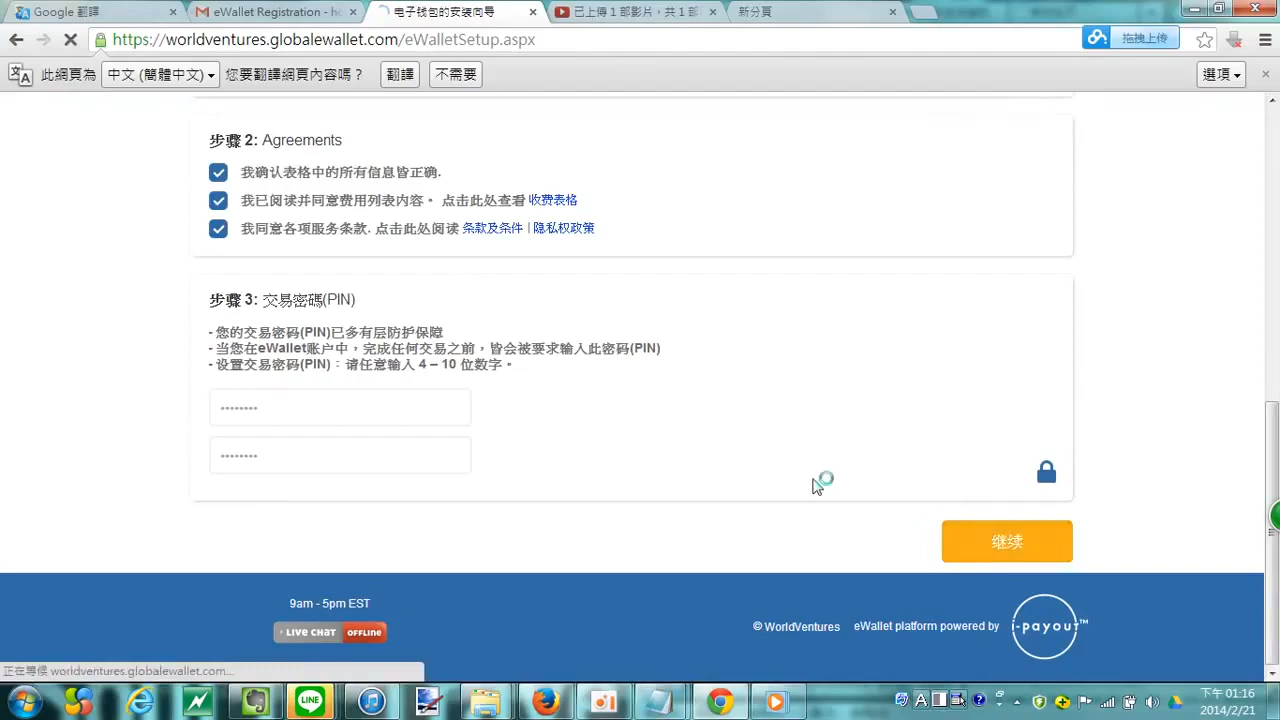 Google 翻譯
eWallet Registration - ho
电子钱包的安装向导
已上傳 1 部影片，共 1 部
新分頁
https://worldventures.globalewallet.com/eWalletSetup.aspx
拖拽上传
此網頁為 中文 (簡體中文) 您要翻譯網頁內容嗎？ 翻譯 不需要 選項
步骤 2: Agreements
我确认表格中的所有信息皆正确.
我已阅读并同意费用列表内容。 点击此处查看 收费表格
我同意各项服务条款. 点击此处阅读 条款及条件 | 隐私权政策
步骤 3: 交易密碼(PIN)
- 您的交易密码(PIN)已多有层防护保障
- 当您在eWallet账户中，完成任何交易之前，皆会被要求输入此密码(PIN)
- 设置交易密码(PIN)：请任意输入 4 – 10 位数字。
继续
9am - 5pm EST
LIVE CHAT OFFLINE
© WorldVentures eWallet platform powered by i-payout™
正在等候 worldventures.globalewallet.com...
LINE
下午 01:16
2014/2/21